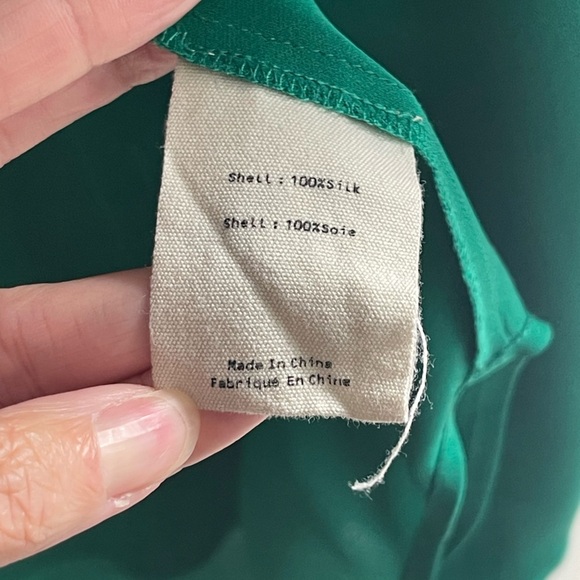 Shell : 100%Silk
Shell : 100%Soie
Made In China
Fabriqué En Chine